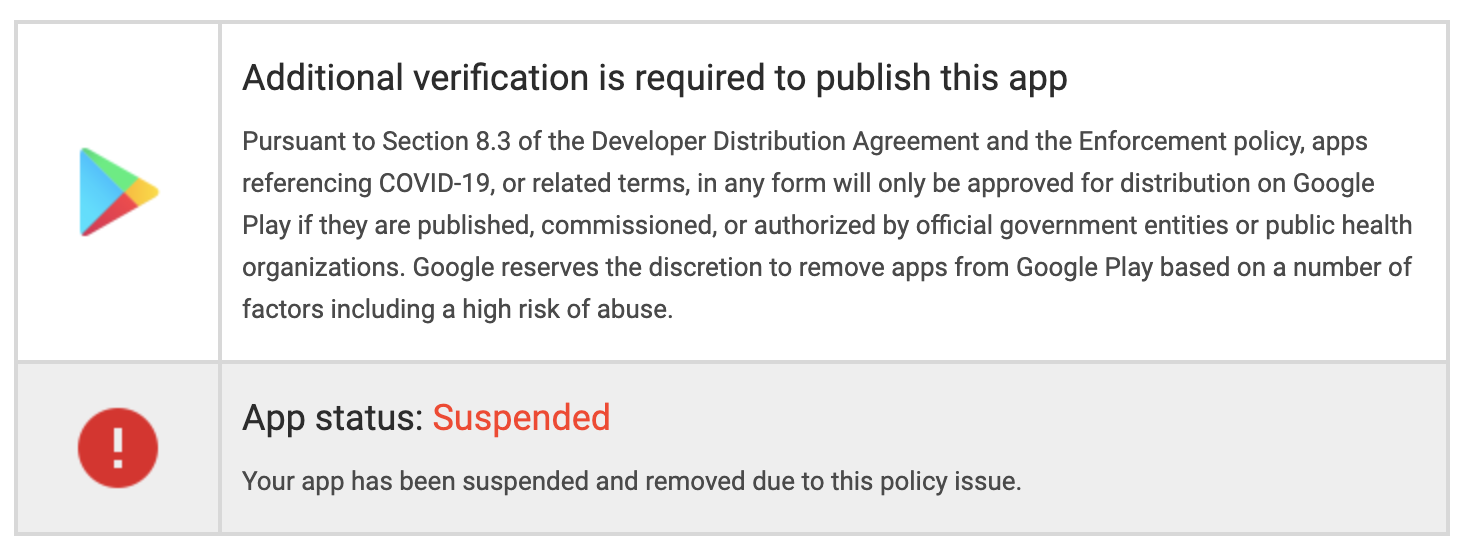 Additional verification is required to publish this app
Pursuant to Section 8.3 of the Developer Distribution Agreement and the Enforcement policy, apps
referencing COVID-19, or related terms, in any form will only be approved for distribution on Google
Play if they are published, commissioned, or authorized by official government entities or public health
organizations. Google reserves the discretion to remove apps from Google Play based on a number of
factors including a high risk of abuse.
App status: Suspended
Your app has been suspended and removed due to this policy issue.